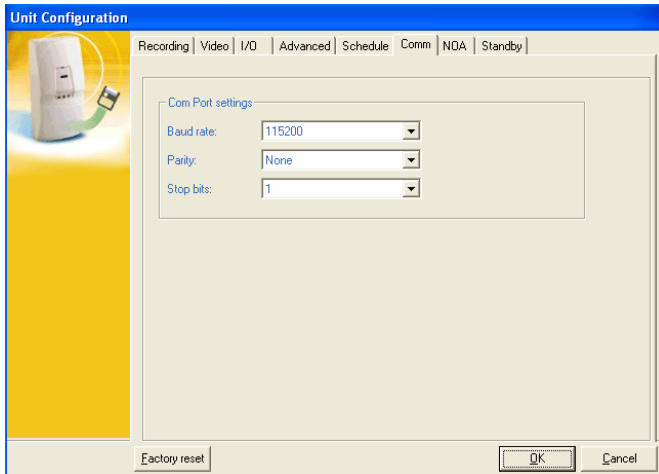 Unit Configuration
Recording Video I/O Advanced Schedule Comm NOA Standby
Com Port settings
Baud rate: 115200
Parity: None
Stop bits: 1
Factory reset OK Cancel